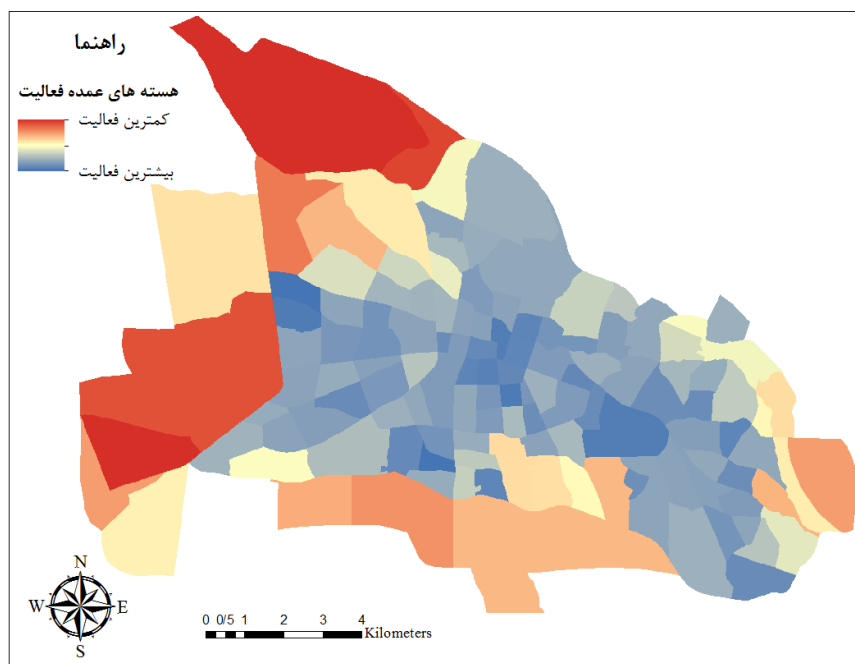 راهنما
هسته های عمده فعالیت
کمترین فعالیت
بیشترین فعالیت
N
W E
S
0 0/5 1 2 3 4
Kilometers